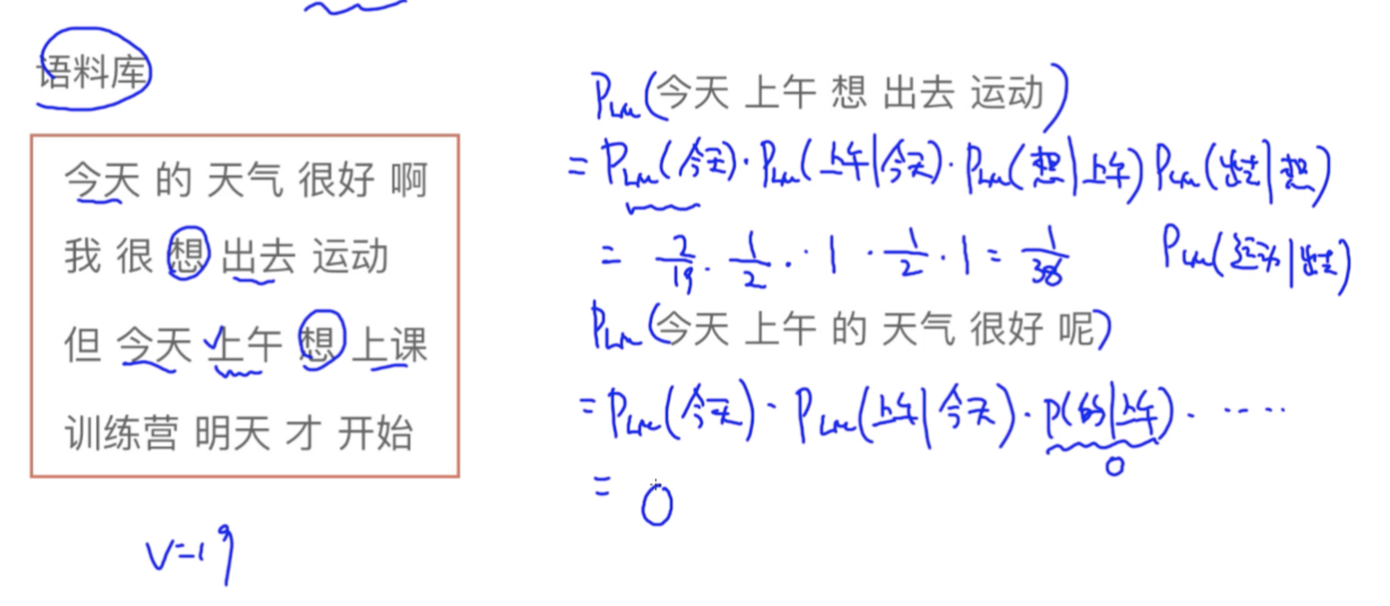 语料库
今天 的 天气 很好 啊
我 很 想 出去 运动
但 今天 上午 想 上课
训练营 明天 才 开始
V=19
P_LM(今天 上午 想 出去 运动)
= P_LM(今天)·P_LM(上午|今天)·P_LM(想|上午) P_LM(出去|想)
P_LM(运动|出去)
= 2/19 · 1/2 · 1 · 1/2 · 1 = 1/38
P_LM(今天 上午 的 天气 很好 呢)
= P_LM(今天) · P_LM(上午|今天) · P(的|上午) · ....
0
= 0